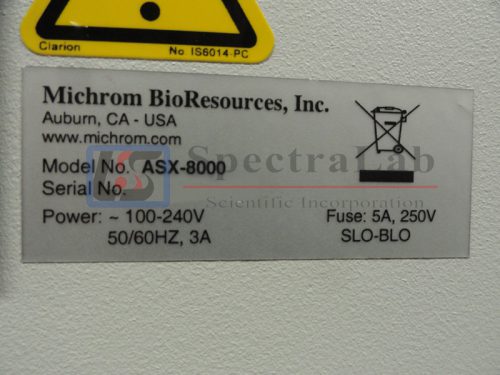 Clarion No IS6014-PC
Michrom BioResources, Inc.
Auburn, CA - USA
www.michrom.com
Model No. ASX-8000
Serial No.
Power: ~ 100-240V
50/60HZ, 3A
Fuse: 5A, 250V
SLO-BLO
SpectraLab
Scientific Incorporation